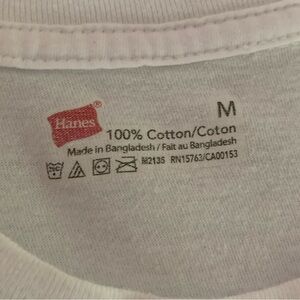 Hanes®
M
100% Cotton/Coton
Made in Bangladesh / Fait au Bangladesh
M2135 RN15763/CA00153